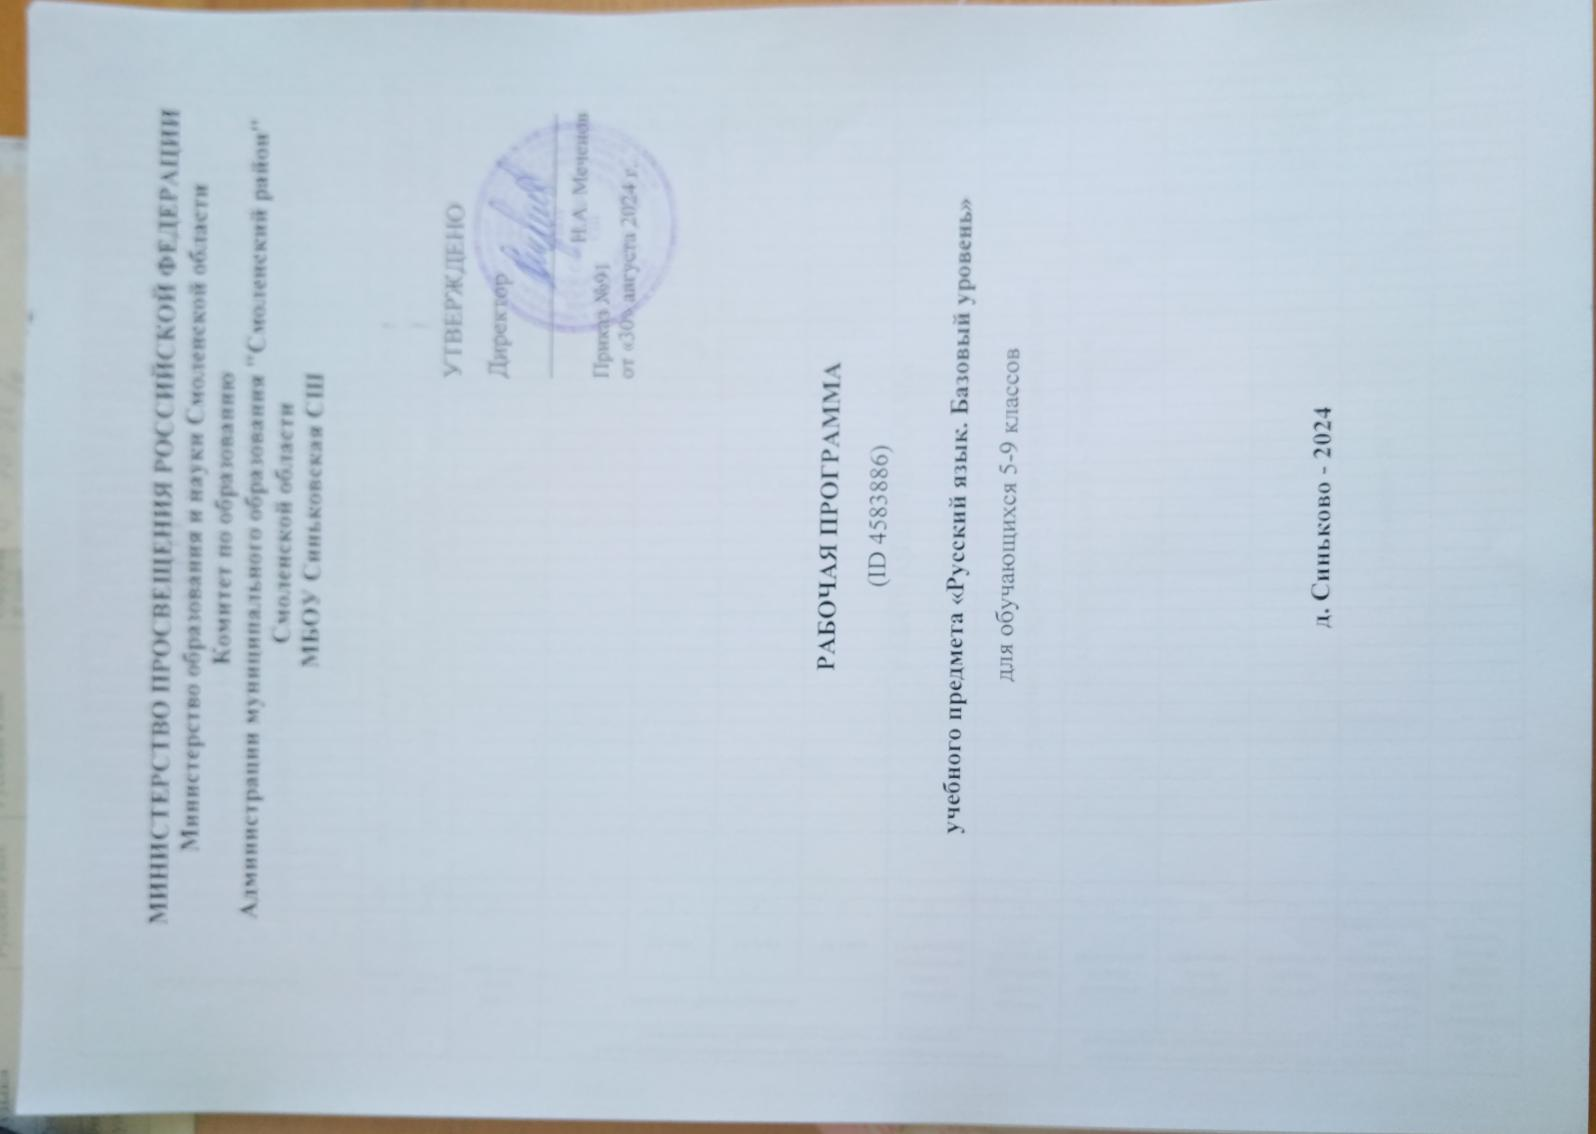 МИНИСТЕРСТВО ПРОСВЕЩЕНИЯ РОССИЙСКОЙ ФЕДЕРАЦИИ
Министерство образования и науки Смоленской области
Комитет по образованию
Администрации муниципального образования "Смоленский район"
Смоленской области
МБОУ Синьковская СШ
УТВЕРЖДЕНО
Директор
Н.А. Меченов
Приказ №91
от «30» августа 2024 г.
РАБОЧАЯ ПРОГРАММА
(ID 4583886)
учебного предмета «Русский язык. Базовый уровень»
для обучающихся 5-9 классов
д. Синьково - 2024